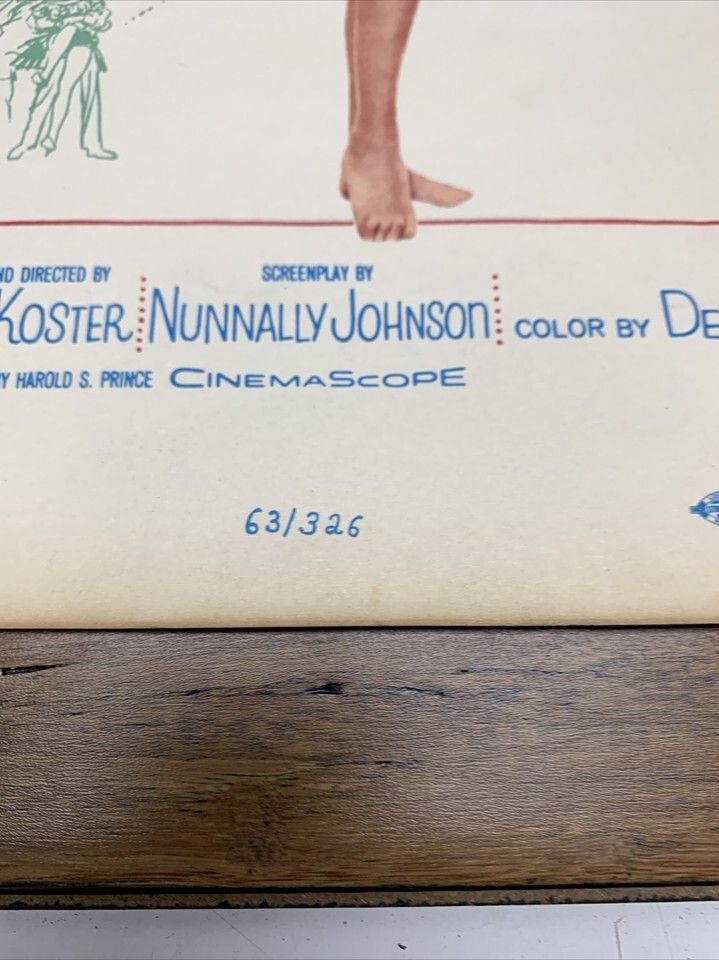 ND DIRECTED BY
KOSTER
SCREENPLAY BY
NUNNALLY JOHNSON
COLOR BY DE
Y HAROLD S. PRINCE CINEMASCOPE
63/326